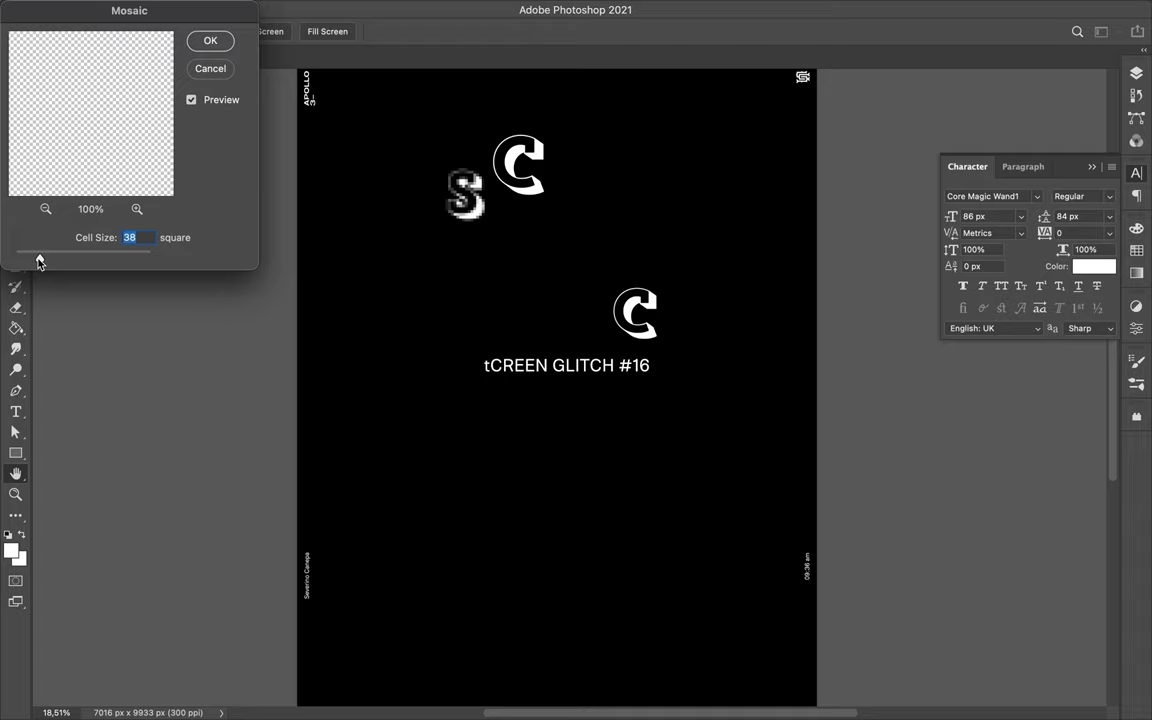 Mosaic
Adobe Photoshop 2021
OK
Screen
Fill Screen
Cancel
Preview
100%
Cell Size: 38 square
APOLLO
3–
C
S
C
tCREEN GLITCH #16
Severino Canepa
09:36 am
Character
Paragraph
Core Magic Wand1
Regular
86 px
84 px
Metrics
0
100%
100%
0 px
Color:
English: UK
Sharp
18,51%
7016 px x 9933 px (300 ppi)